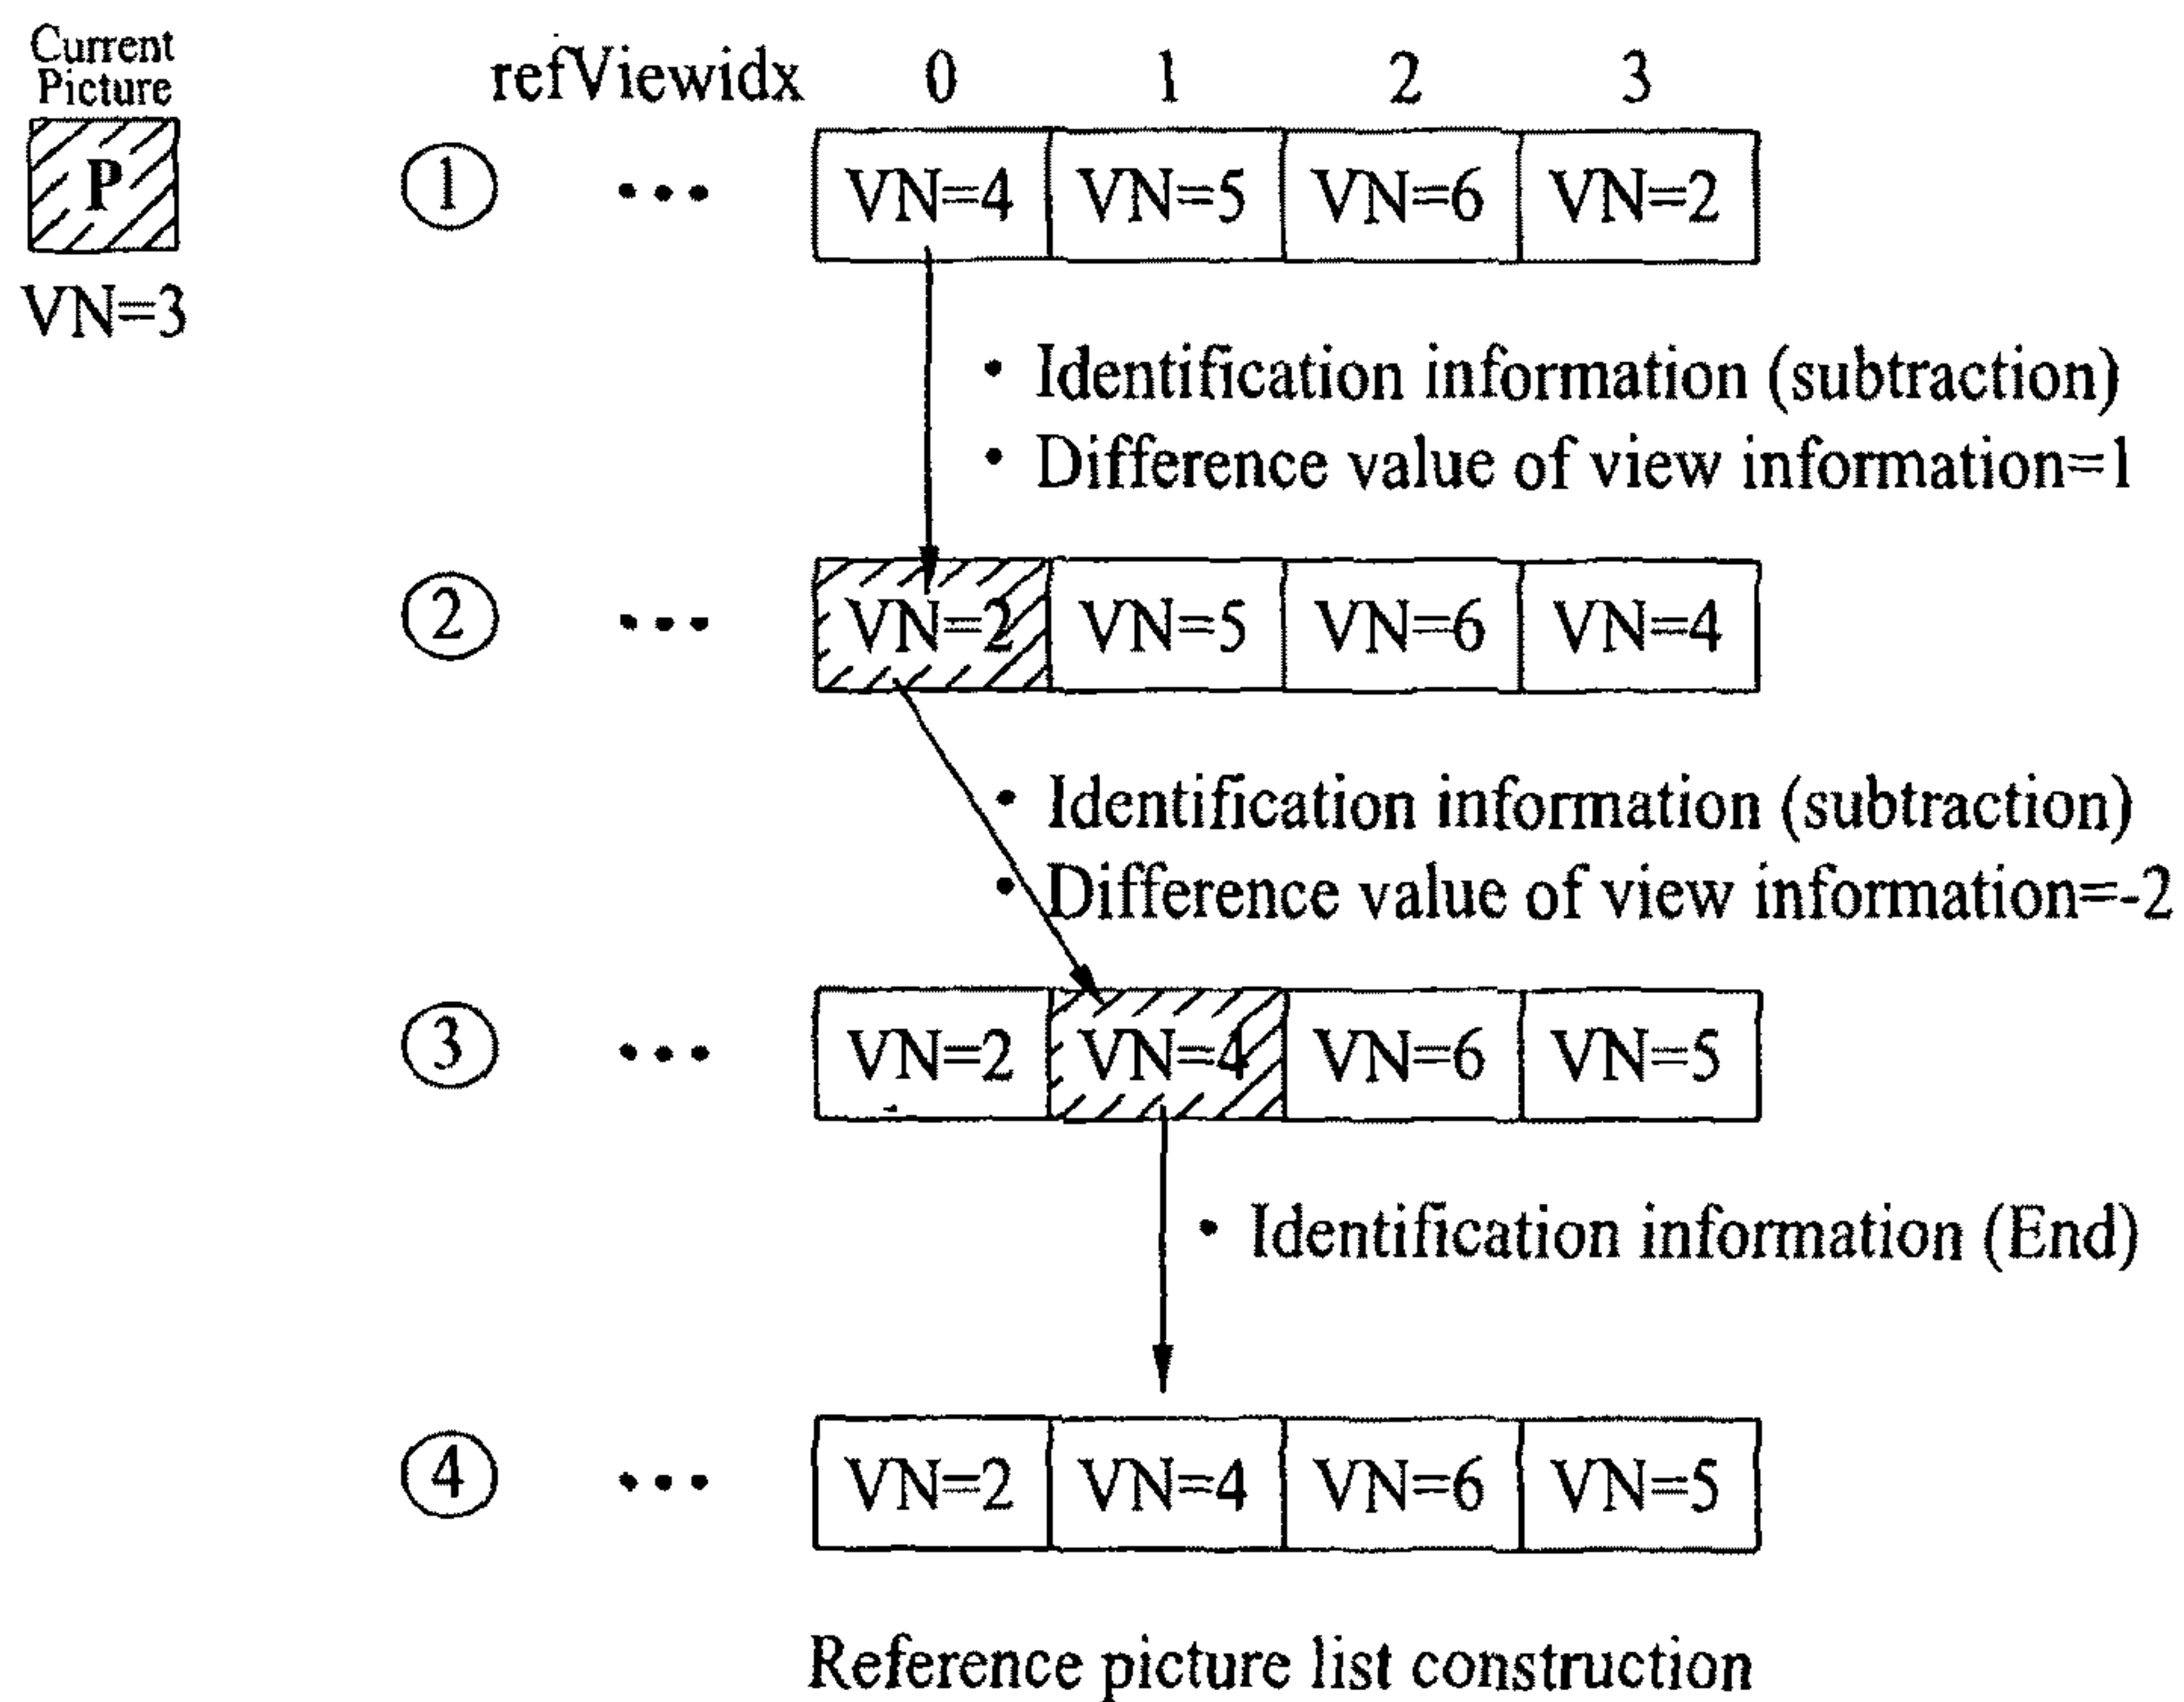 Current
Picture
P
VN=3
refViewidx 0 1 2 3
① ••• VN=4 VN=5 VN=6 VN=2
• Identification information (subtraction)
• Difference value of view information=1
② ••• VN=2 VN=5 VN=6 VN=4
• Identification information (subtraction)
• Difference value of view information=-2
③ ••• VN=2 VN=4 VN=6 VN=5
• Identification information (End)
④ ••• VN=2 VN=4 VN=6 VN=5
Reference picture list construction